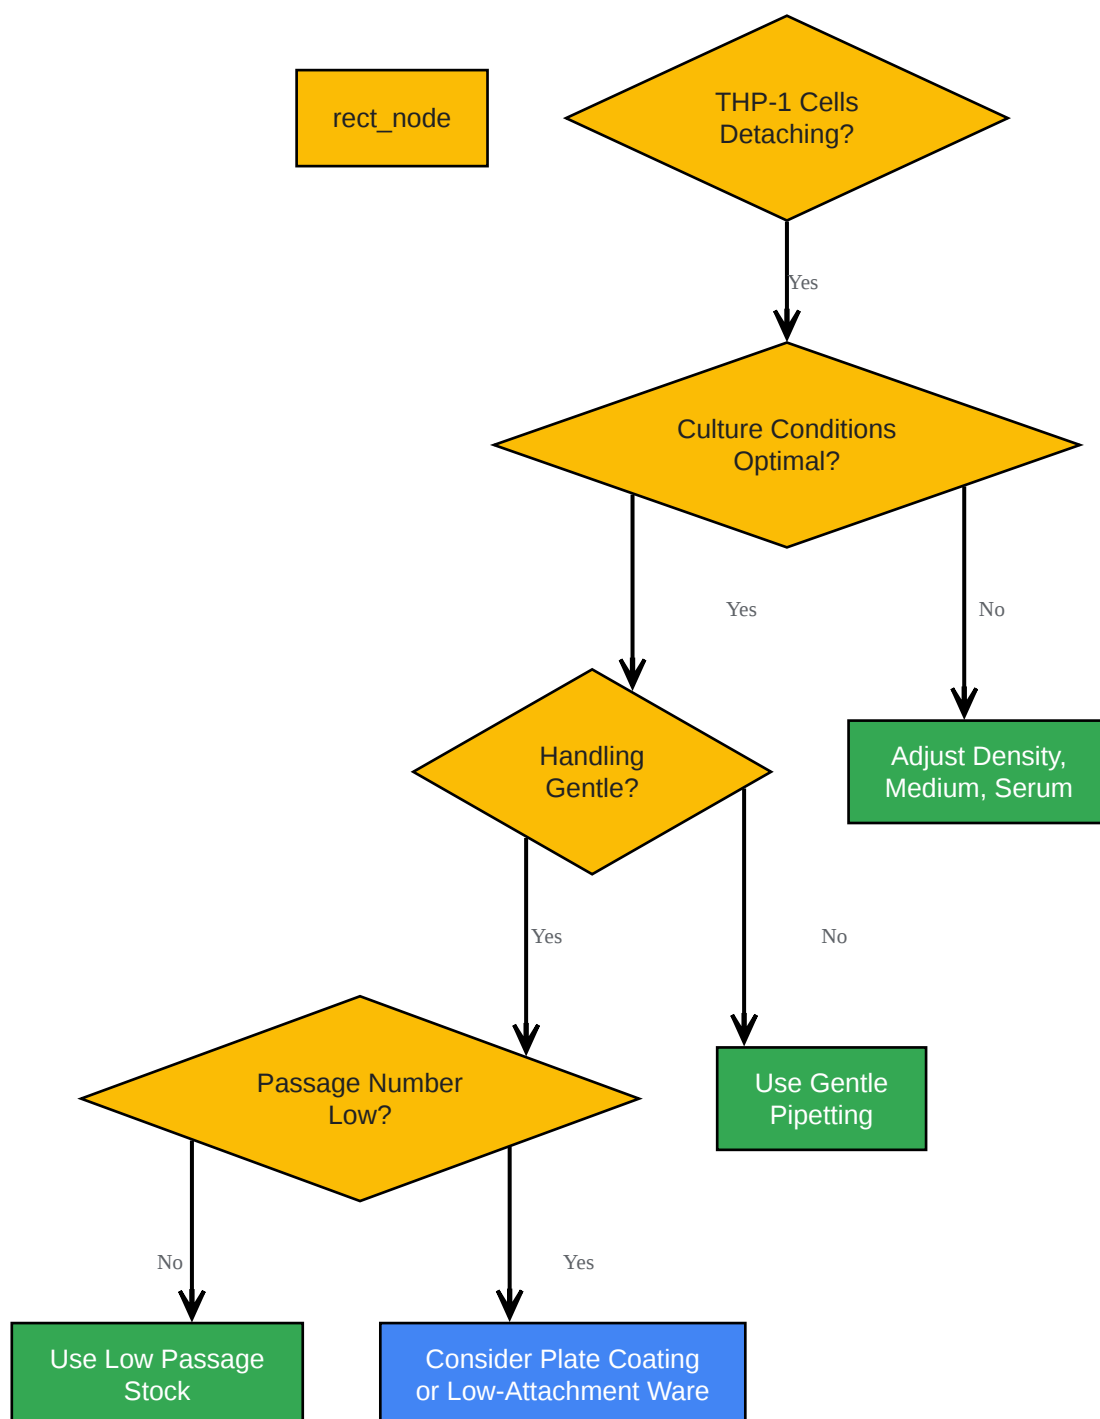 rect_node
THP-1 Cells
Detaching?
Yes
Culture Conditions
Optimal?
Yes
No
Handling
Gentle?
Adjust Density,
Medium, Serum
Yes
No
Passage Number
Low?
Use Gentle
Pipetting
No
Yes
Use Low Passage
Stock
Consider Plate Coating
or Low-Attachment Ware